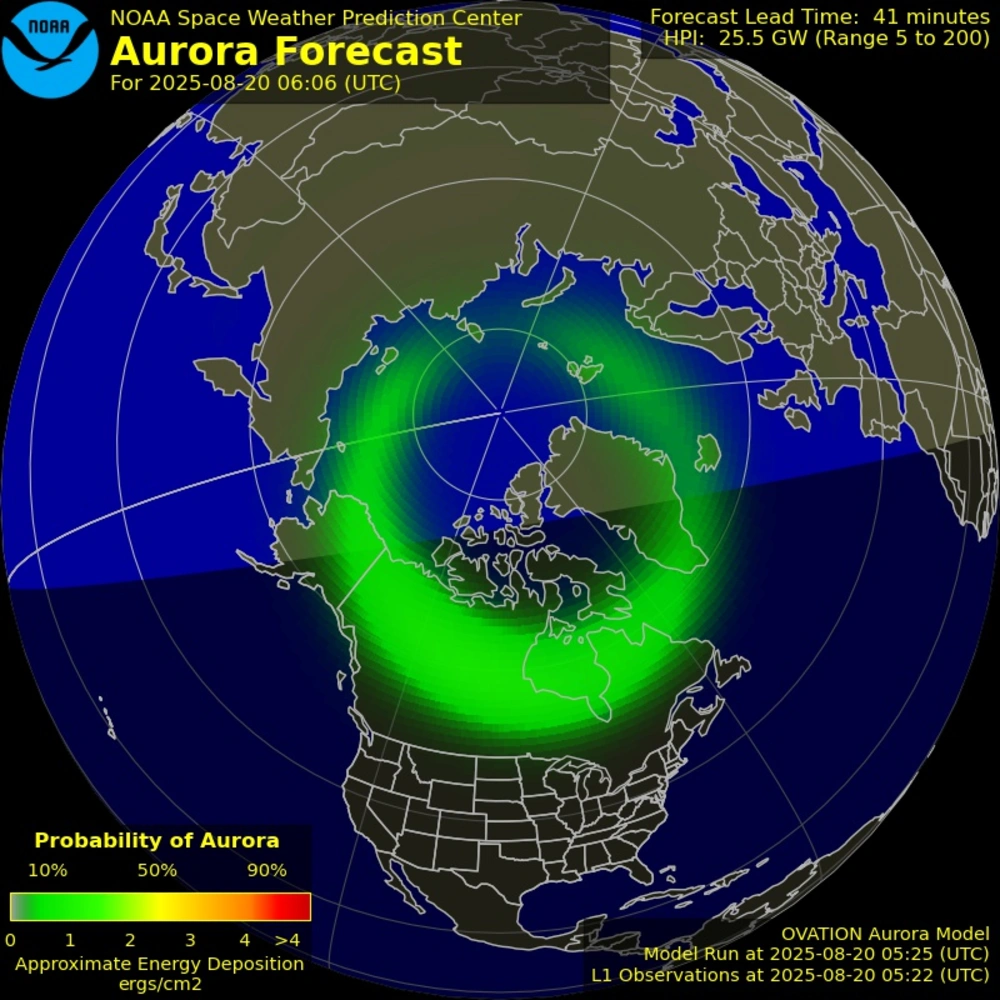 NOAA
NOAA Space Weather Prediction Center
Aurora Forecast
For 2025-08-20 06:06 (UTC)
Forecast Lead Time: 41 minutes
HPI: 25.5 GW (Range 5 to 200)
Probability of Aurora
10% 50% 90%
0 1 2 3 4 >4
Approximate Energy Deposition
ergs/cm2
OVATION Aurora Model
Model Run at 2025-08-20 05:25 (UTC)
L1 Observations at 2025-08-20 05:22 (UTC)